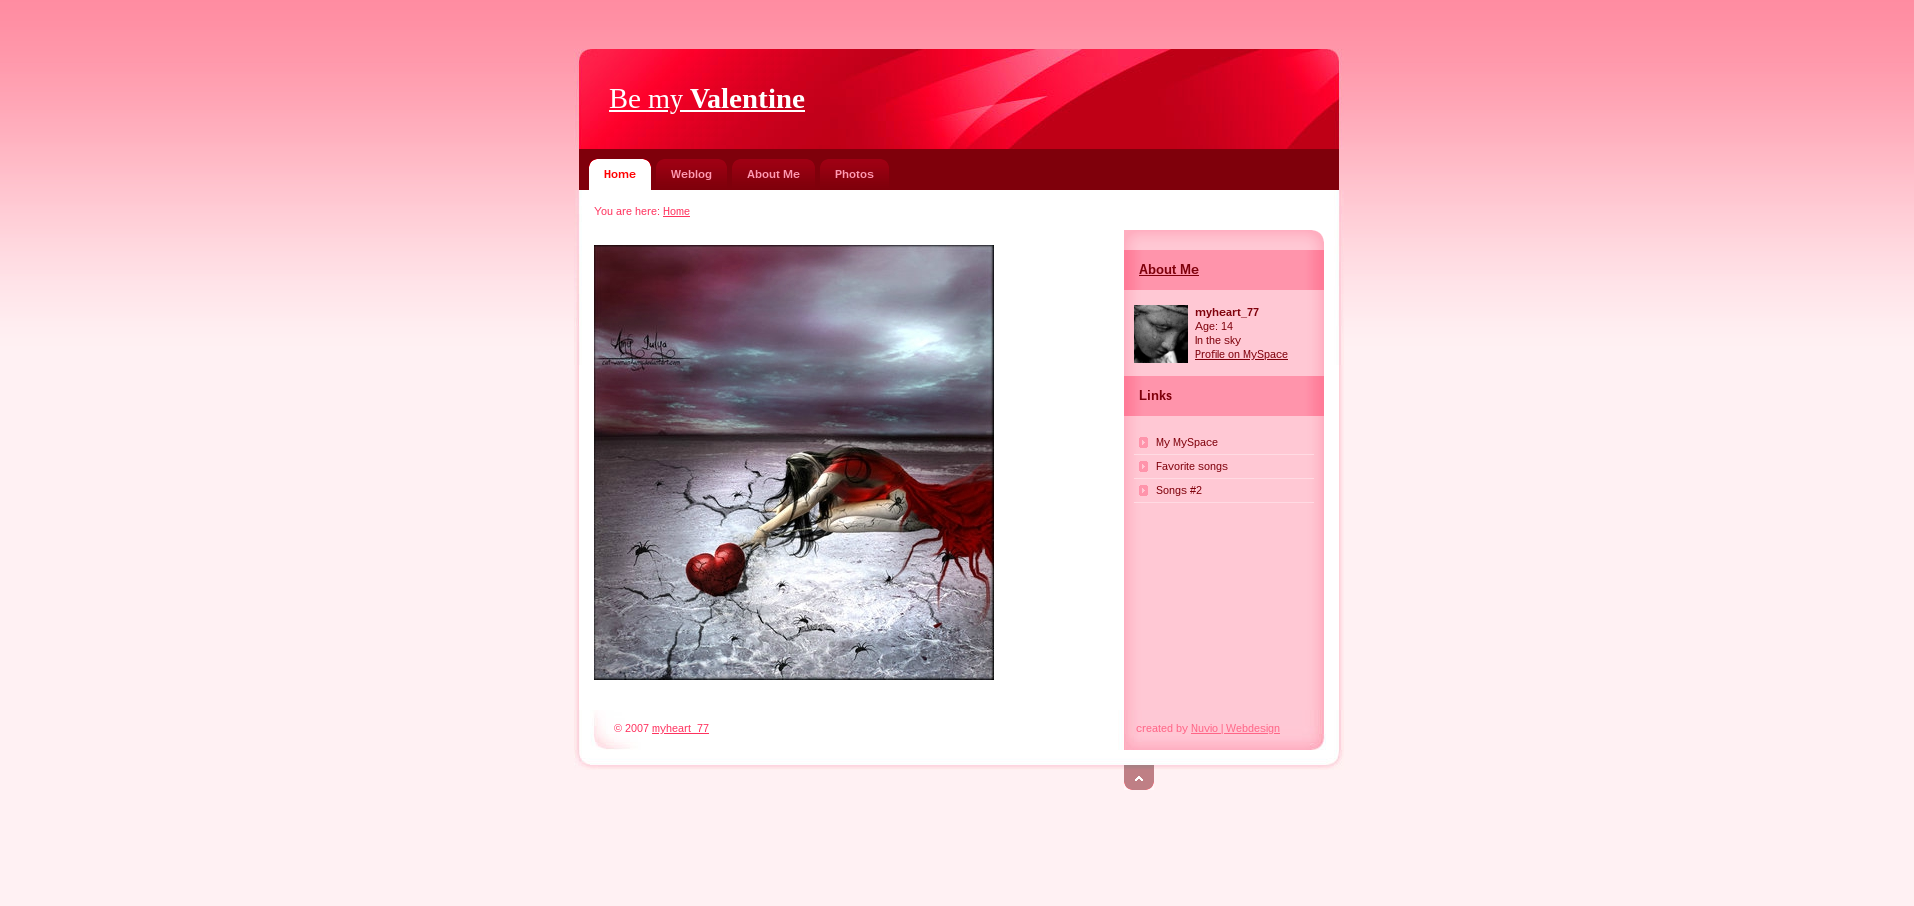 Be my Valentine
Home Weblog About Me Photos
You are here: Home
About Me
myheart_77
Age: 14
In the sky
Profile on MySpace
Links
My MySpace
Favorite songs
Songs #2
© 2007 myheart_77
created by Nuvio | Webdesign